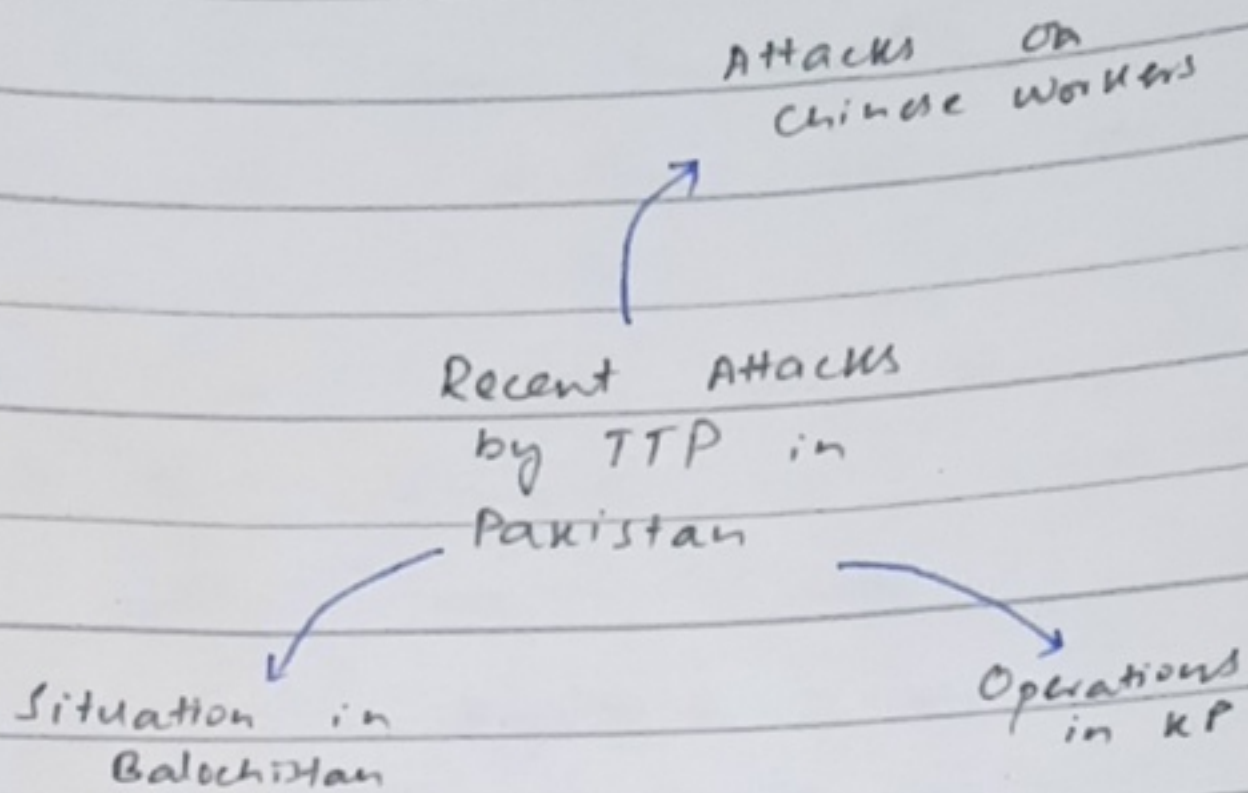 Attacks on
Chinese workers
Recent Attacks
by TTP in
Pakistan
Situation in
Balochistan
Operations
in KP